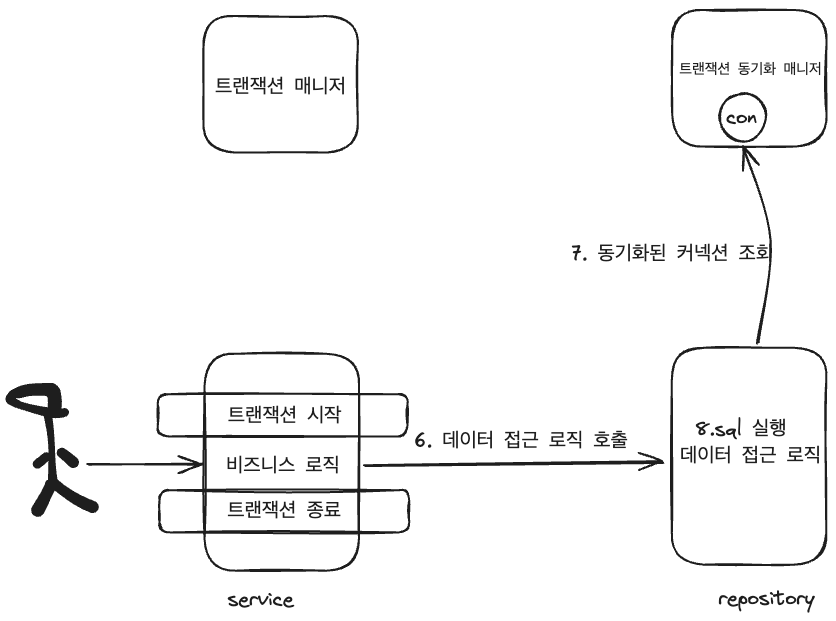 트랜잭션 매니저
트랜잭션 동기화 매니저
con
7. 동기화된 커넥션 조회
트랜잭션 시작
6. 데이터 접근 로직 호출
8.sql 실행
데이터 접근 로직
비즈니스 로직
트랜잭션 종료
service
repository